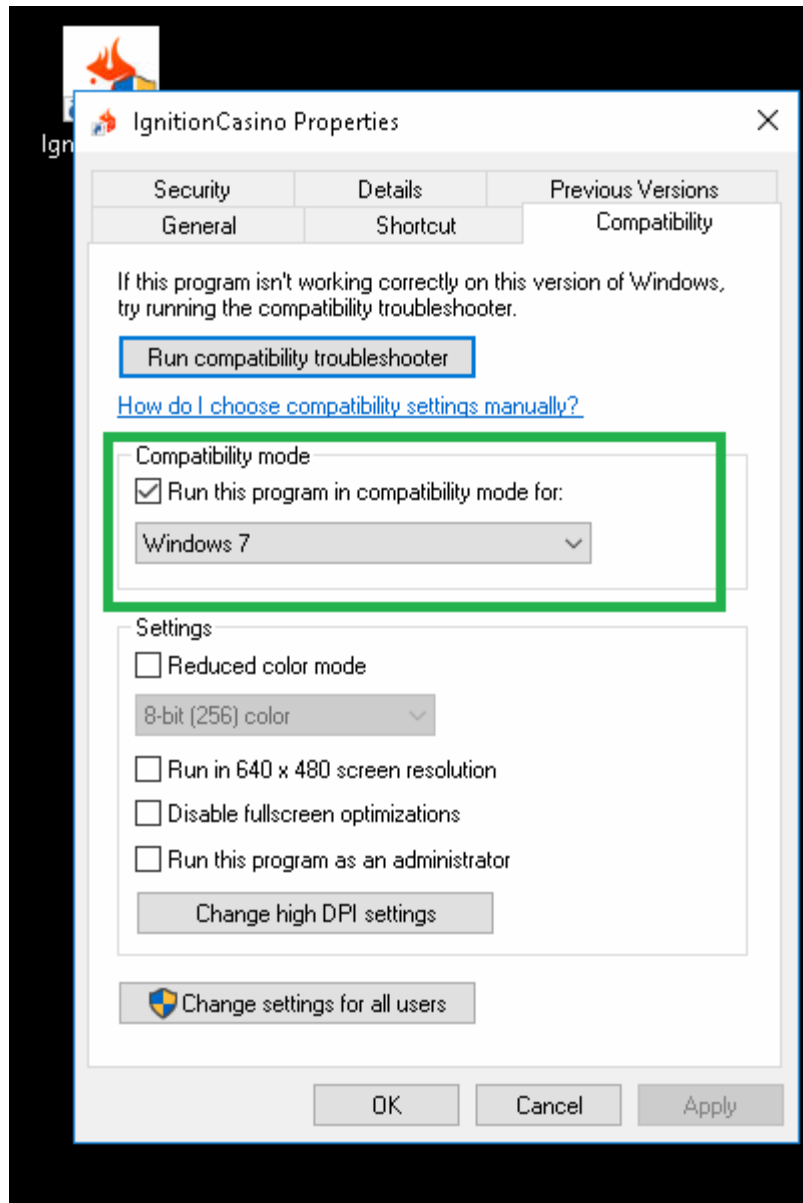 Ign
IgnitionCasino Properties
Security Details Previous Versions
General Shortcut Compatibility
If this program isn't working correctly on this version of Windows,
try running the compatibility troubleshooter.
Run compatibility troubleshooter
How do I choose compatibility settings manually?
Compatibility mode
Run this program in compatibility mode for:
Windows 7
Settings
Reduced color mode
8-bit (256) color
Run in 640 x 480 screen resolution
Disable fullscreen optimizations
Run this program as an administrator
Change high DPI settings
Change settings for all users
OK Cancel Apply